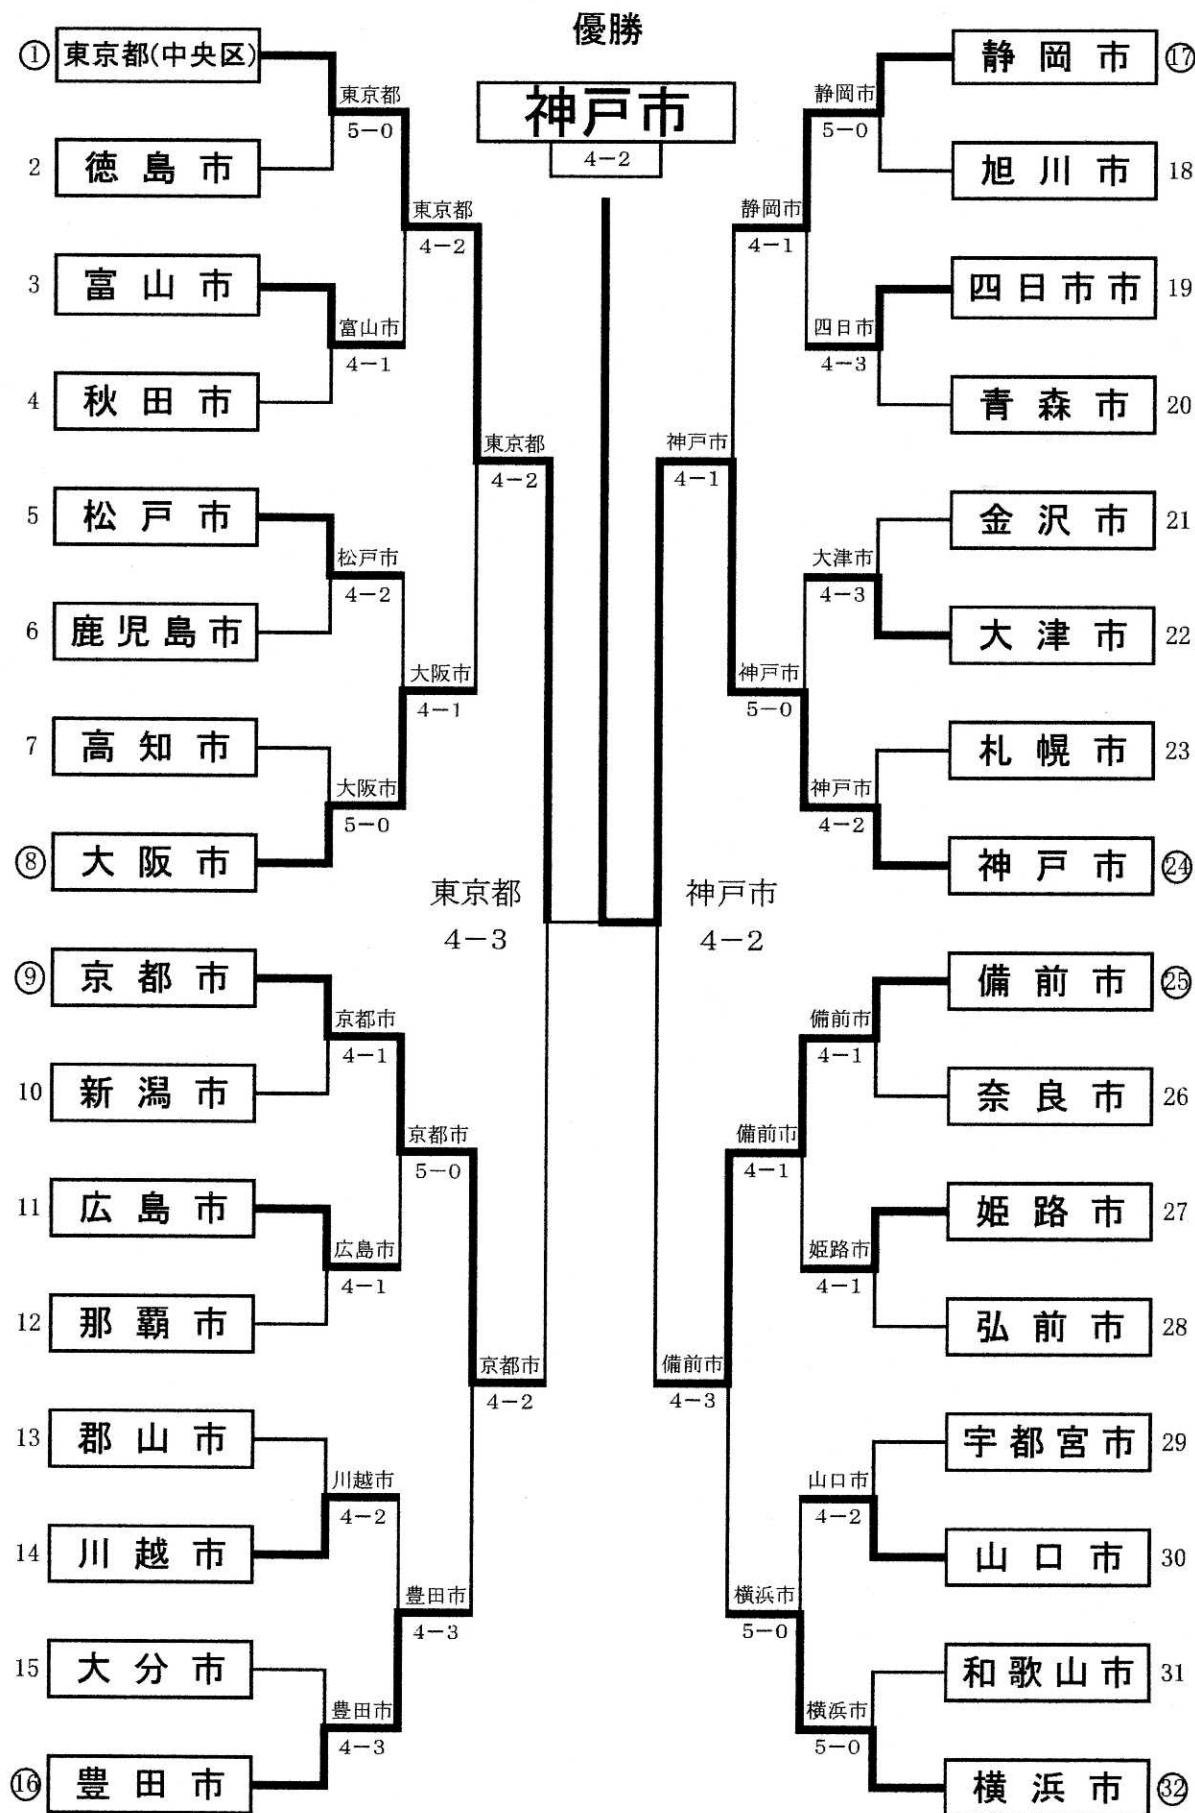 優勝
神戸市
4-2
① 東京都(中央区)
東京都
5-0
2 徳島市
東京都
4-2
3 富山市
富山市
4-1
4 秋田市
東京都
4-2
5 松戸市
松戸市
4-2
6 鹿児島市
大阪市
4-1
7 高知市
大阪市
5-0
⑧ 大阪市
東京都
4-3
⑨ 京都市
京都市
4-1
10 新潟市
京都市
5-0
11 広島市
広島市
4-1
12 那覇市
京都市
4-2
13 郡山市
川越市
4-2
14 川越市
豊田市
4-3
15 大分市
豊田市
4-3
⑯ 豊田市
静岡市 ⑰
静岡市
5-0
旭川市 18
静岡市
4-1
四日市市 19
四日市
4-3
青森市 20
神戸市
4-1
金沢市 21
大津市
4-3
大津市 22
神戸市
5-0
札幌市 23
神戸市
4-2
神戸市 ㉔
神戸市
4-2
備前市 ㉕
備前市
4-1
奈良市 26
備前市
4-1
姫路市 27
姫路市
4-1
弘前市 28
備前市
4-3
宇都宮市 29
山口市
4-2
山口市 30
横浜市
5-0
和歌山市 31
横浜市
5-0
横浜市 ㉜